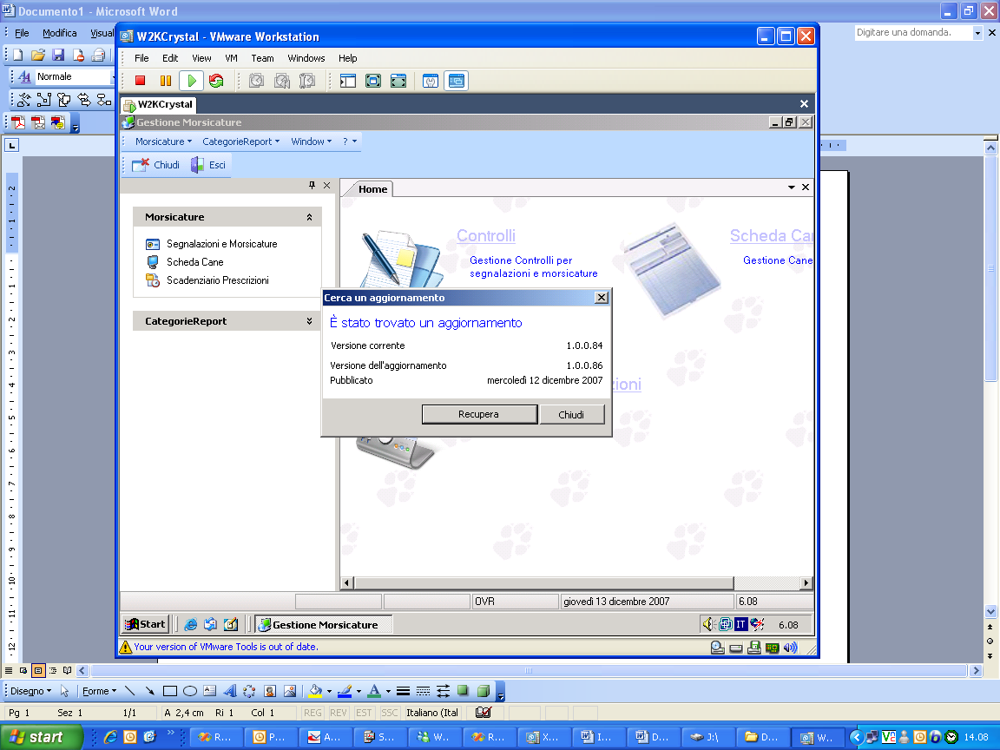 Documento1 - Microsoft Word
File Modifica Visual
Digitare una domanda.
Normale
W2KCrystal - VMware Workstation
File Edit View VM Team Windows Help
W2KCrystal
Gestione Morsicature
Morsicature CategorieReport Window ?
Chiudi Esci
Home
Morsicature
Segnalazioni e Morsicature
Scheda Cane
Scadenziario Prescrizioni
CategorieReport
Controlli
Gestione Controlli per
segnalazioni e morsicature
Scheda Ca
Gestione Cane
Cerca un aggiornamento
È stato trovato un aggiornamento
Versione corrente 1.0.0.84
Versione dell'aggiornamento 1.0.0.86
Pubblicato mercoledì 12 dicembre 2007
Recupera Chiudi
zioni
OVR giovedì 13 dicembre 2007 6.08
Start Gestione Morsicature IT 6.08
Your version of VMware Tools is out of date.
Disegno Forme
Pg 1 Sez 1 1/1 A 2,4 cm Ri 1 Col 1 REG REV EST SSC Italiano (Ital
start R... P... A... S... W... R... X... I... D... J:\ D... W... 14.08